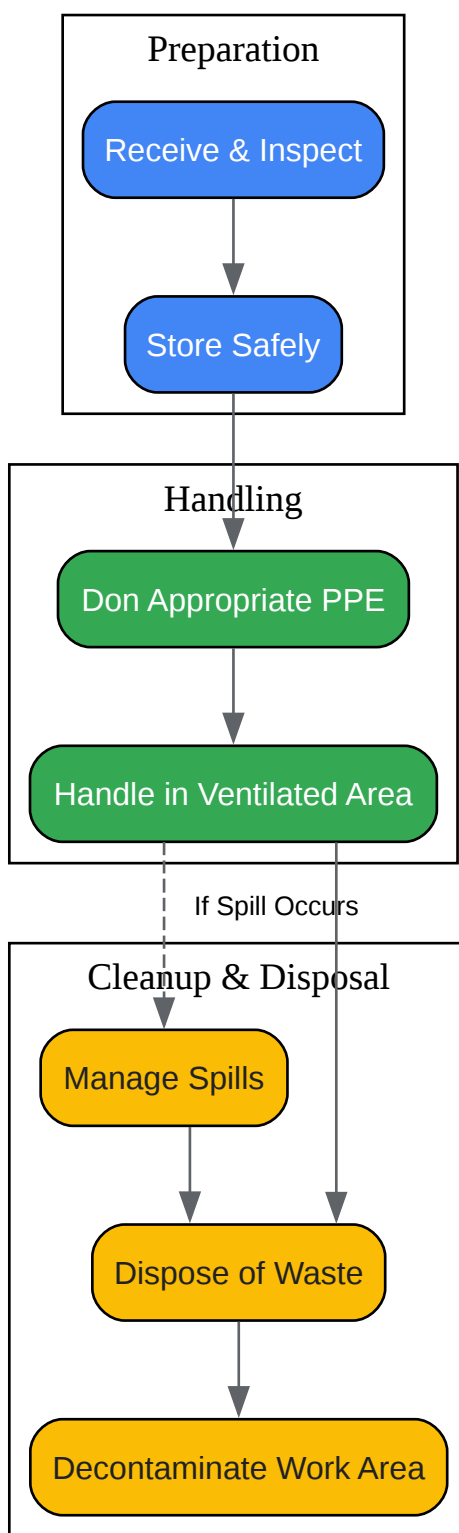 Preparation
Receive & Inspect
Store Safely
Handling
Don Appropriate PPE
Handle in Ventilated Area
If Spill Occurs
Cleanup & Disposal
Manage Spills
Dispose of Waste
Decontaminate Work Area